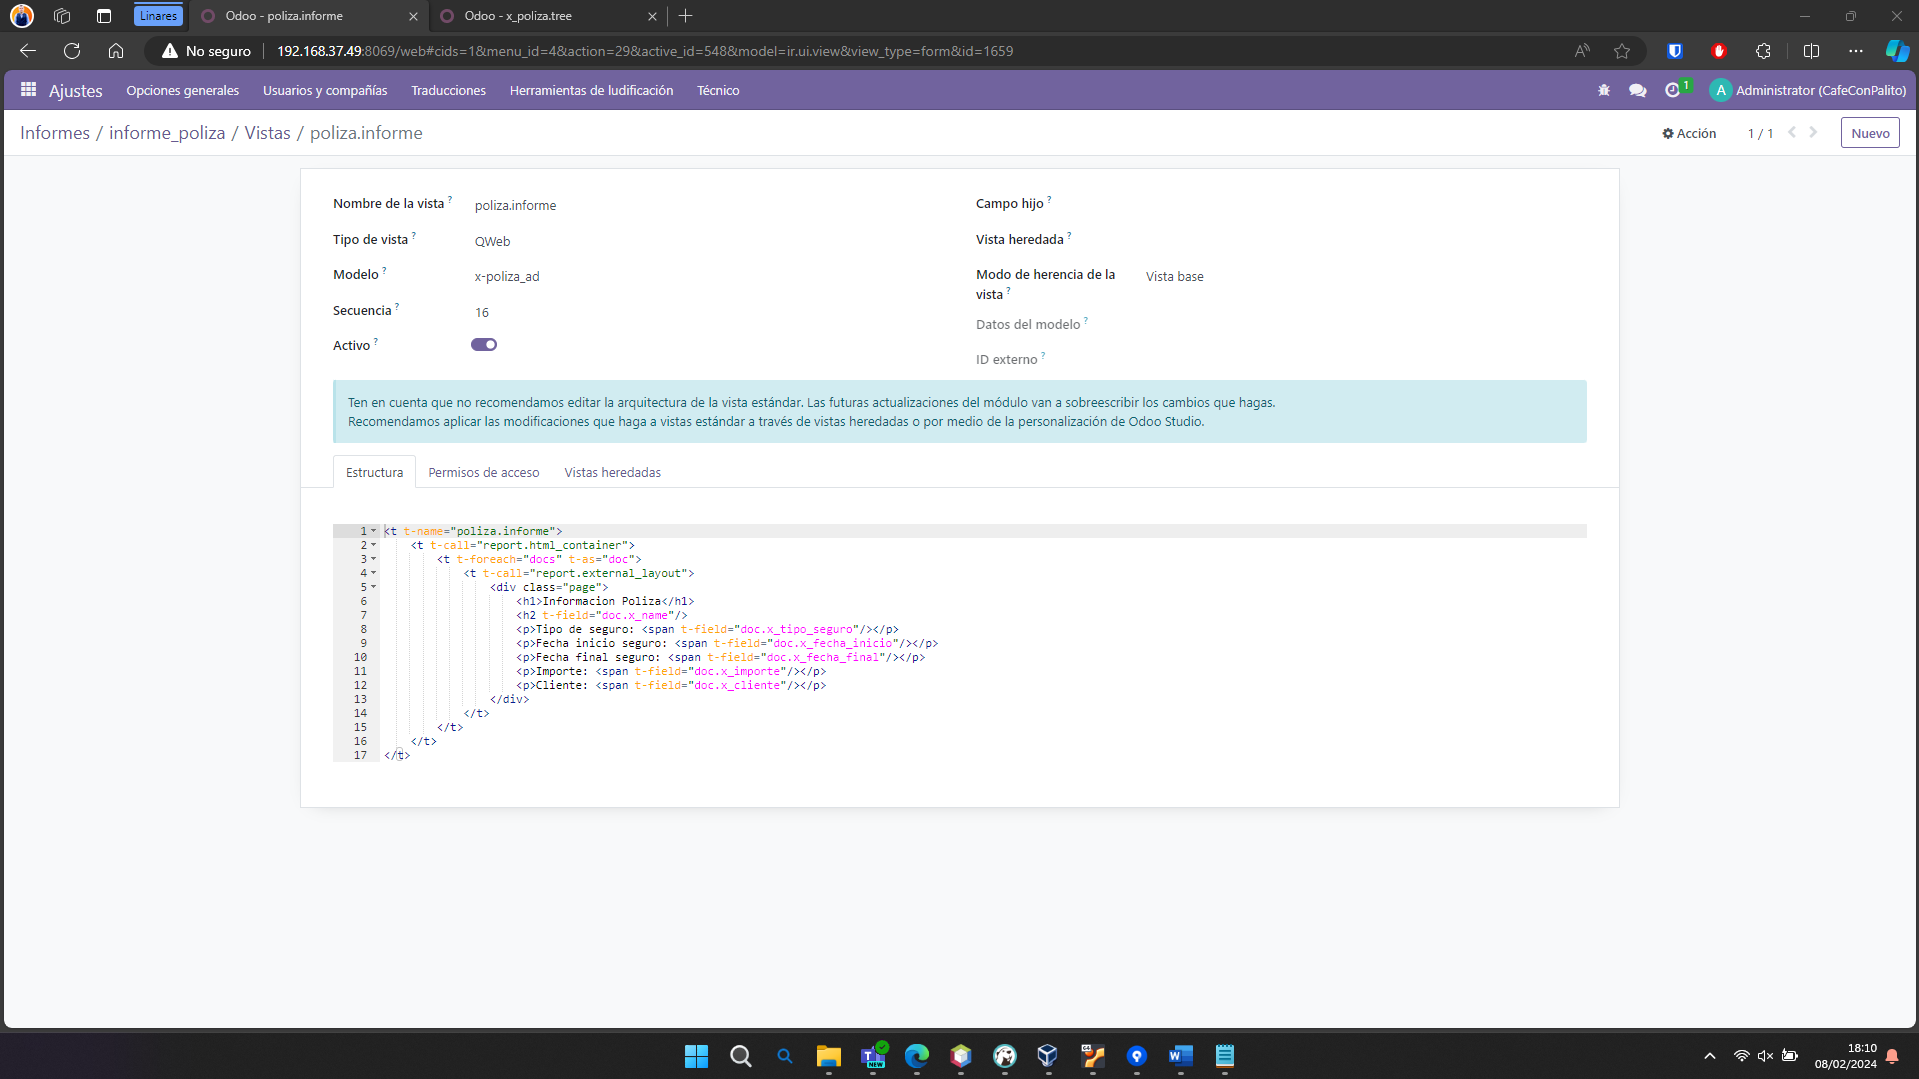 Linares
Odoo - poliza.informe
Odoo - x_poliza.tree
No seguro
192.168.37.49:8069/web#cids=1&menu_id=4&action=29&active_id=548&model=ir.ui.view&view_type=form&id=1659
Ajustes
Opciones generales
Usuarios y compañías
Traducciones
Herramientas de ludificación
Técnico
1
A
Administrator (CafeConPalito)
Informes / informe_poliza / Vistas / poliza.informe
Acción
1 / 1
Nuevo
Nombre de la vista ?
poliza.informe
Campo hijo ?
Tipo de vista ?
QWeb
Vista heredada ?
Modelo ?
x-poliza_ad
Modo de herencia de la
vista ?
Vista base
Secuencia ?
16
Datos del modelo ?
Activo ?
ID externo ?
Ten en cuenta que no recomendamos editar la arquitectura de la vista estándar. Las futuras actualizaciones del módulo van a sobreescribir los cambios que hagas.
Recomendamos aplicar las modificaciones que haga a vistas estándar a través de vistas heredadas o por medio de la personalización de Odoo Studio.
Estructura
Permisos de acceso
Vistas heredadas
1 <t t-name="poliza.informe">
2 <t t-call="report.html_container">
3 <t t-foreach="docs" t-as="doc">
4 <t t-call="report.external_layout">
5 <div class="page">
6 <h1>Informacion Poliza</h1>
7 <h2 t-field="doc.x_name"/>
8 <p>Tipo de seguro: <span t-field="doc.x_tipo_seguro"/></p>
9 <p>Fecha inicio seguro: <span t-field="doc.x_fecha_inicio"/></p>
10 <p>Fecha final seguro: <span t-field="doc.x_fecha_final"/></p>
11 <p>Importe: <span t-field="doc.x_importe"/></p>
12 <p>Cliente: <span t-field="doc.x_cliente"/></p>
13 </div>
14 </t>
15 </t>
16 </t>
17 </t>
NEW
64
W
18:10
08/02/2024